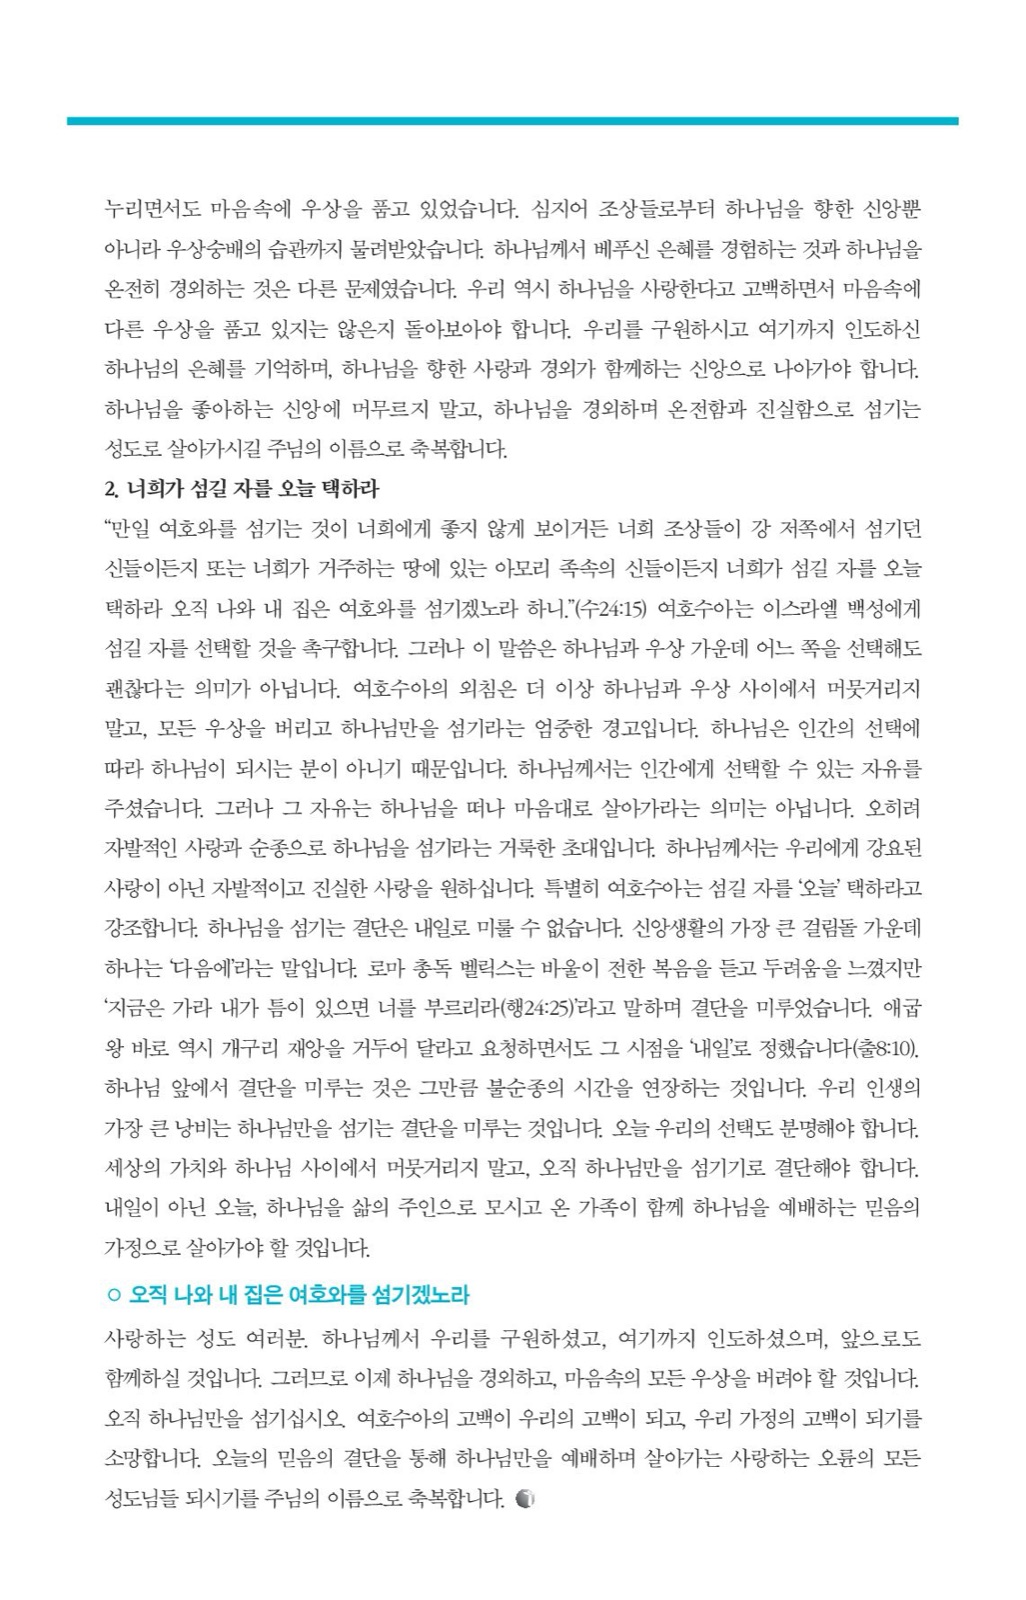 누리면서도 마음속에 우상을 품고 있었습니다. 심지어 조상들로부터 하나님을 향한 신앙뿐
아니라 우상숭배의 습관까지 물려받았습니다. 하나님께서 베푸신 은혜를 경험하는 것과 하나님을
온전히 경외하는 것은 다른 문제였습니다. 우리 역시 하나님을 사랑한다고 고백하면서 마음속에
다른 우상을 품고 있지는 않은지 돌아보아야 합니다. 우리를 구원하시고 여기까지 인도하신
하나님의 은혜를 기억하며, 하나님을 향한 사랑과 경외가 함께하는 신앙으로 나아가야 합니다.
하나님을 좋아하는 신앙에 머무르지 말고, 하나님을 경외하며 온전함과 진실함으로 섬기는
성도로 살아가시길 주님의 이름으로 축복합니다.
2. 너희가 섬길 자를 오늘 택하라
“만일 여호와를 섬기는 것이 너희에게 좋지 않게 보이거든 너희 조상들이 강 저쪽에서 섬기던
신들이든지 또는 너희가 거주하는 땅에 있는 아모리 족속의 신들이든지 너희가 섬길 자를 오늘
택하라 오직 나와 내 집은 여호와를 섬기겠노라 하니.”(수24:15) 여호수아는 이스라엘 백성에게
섬길 자를 선택할 것을 촉구합니다. 그러나 이 말씀은 하나님과 우상 가운데 어느 쪽을 선택해도
괜찮다는 의미가 아닙니다. 여호수아의 외침은 더 이상 하나님과 우상 사이에서 머뭇거리지
말고, 모든 우상을 버리고 하나님만을 섬기라는 엄중한 경고입니다. 하나님은 인간의 선택에
따라 하나님이 되시는 분이 아니기 때문입니다. 하나님께서는 인간에게 선택할 수 있는 자유를
주셨습니다. 그러나 그 자유는 하나님을 떠나 마음대로 살아가라는 의미는 아닙니다. 오히려
자발적인 사랑과 순종으로 하나님을 섬기라는 거룩한 초대입니다. 하나님께서는 우리에게 강요된
사랑이 아닌 자발적이고 진실한 사랑을 원하십니다. 특별히 여호수아는 섬길 자를 ‘오늘’ 택하라고
강조합니다. 하나님을 섬기는 결단은 내일로 미룰 수 없습니다. 신앙생활의 가장 큰 걸림돌 가운데
하나는 ‘다음에’라는 말입니다. 로마 총독 벨릭스는 바울이 전한 복음을 듣고 두려움을 느꼈지만
‘지금은 가라 내가 틈이 있으면 너를 부르리라(행24:25)’라고 말하며 결단을 미루었습니다. 애굽
왕 바로 역시 개구리 재앙을 거두어 달라고 요청하면서도 그 시점을 ‘내일’로 정했습니다(출8:10).
하나님 앞에서 결단을 미루는 것은 그만큼 불순종의 시간을 연장하는 것입니다. 우리 인생의
가장 큰 낭비는 하나님만을 섬기는 결단을 미루는 것입니다. 오늘 우리의 선택도 분명해야 합니다.
세상의 가치와 하나님 사이에서 머뭇거리지 말고, 오직 하나님만을 섬기기로 결단해야 합니다.
내일이 아닌 오늘, 하나님을 삶의 주인으로 모시고 온 가족이 함께 하나님을 예배하는 믿음의
가정으로 살아가야 할 것입니다.
○ 오직 나와 내 집은 여호와를 섬기겠노라
사랑하는 성도 여러분. 하나님께서 우리를 구원하셨고, 여기까지 인도하셨으며, 앞으로도
함께하실 것입니다. 그러므로 이제 하나님을 경외하고, 마음속의 모든 우상을 버려야 할 것입니다.
오직 하나님만을 섬기십시오. 여호수아의 고백이 우리의 고백이 되고, 우리 가정의 고백이 되기를
소망합니다. 오늘의 믿음의 결단을 통해 하나님만을 예배하며 살아가는 사랑하는 오륜의 모든
성도님들 되시기를 주님의 이름으로 축복합니다.